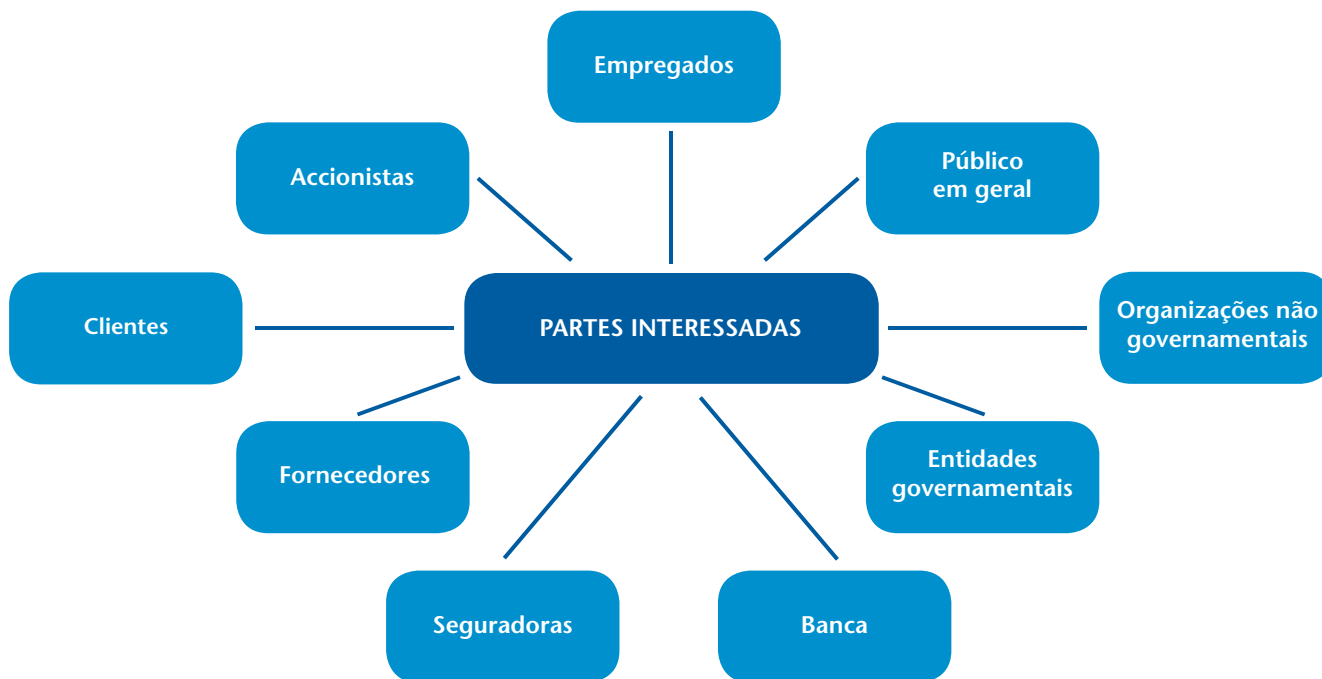 Empregados
Accionistas
Público
em geral
Clientes
PARTES INTERESSADAS
Organizações não
governamentais
Fornecedores
Entidades
governamentais
Seguradoras
Banca